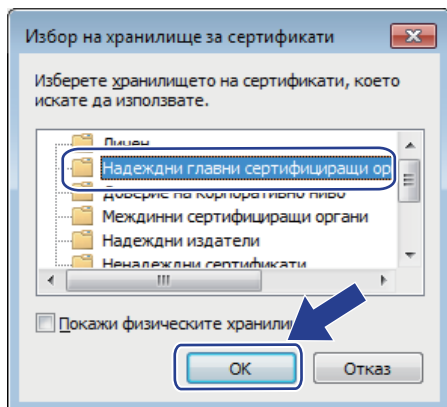 Избор на хранилище за сертификати
Изберете хранилището на сертификати, което
искате да използвате.
Личен
Надеждни главни сертифициращи ор
Доверие на корпоративно ниво
Междинни сертифициращи органи
Надеждни издатели
Ненадеждни сертификати
Покажи физическите
OK
Отказ